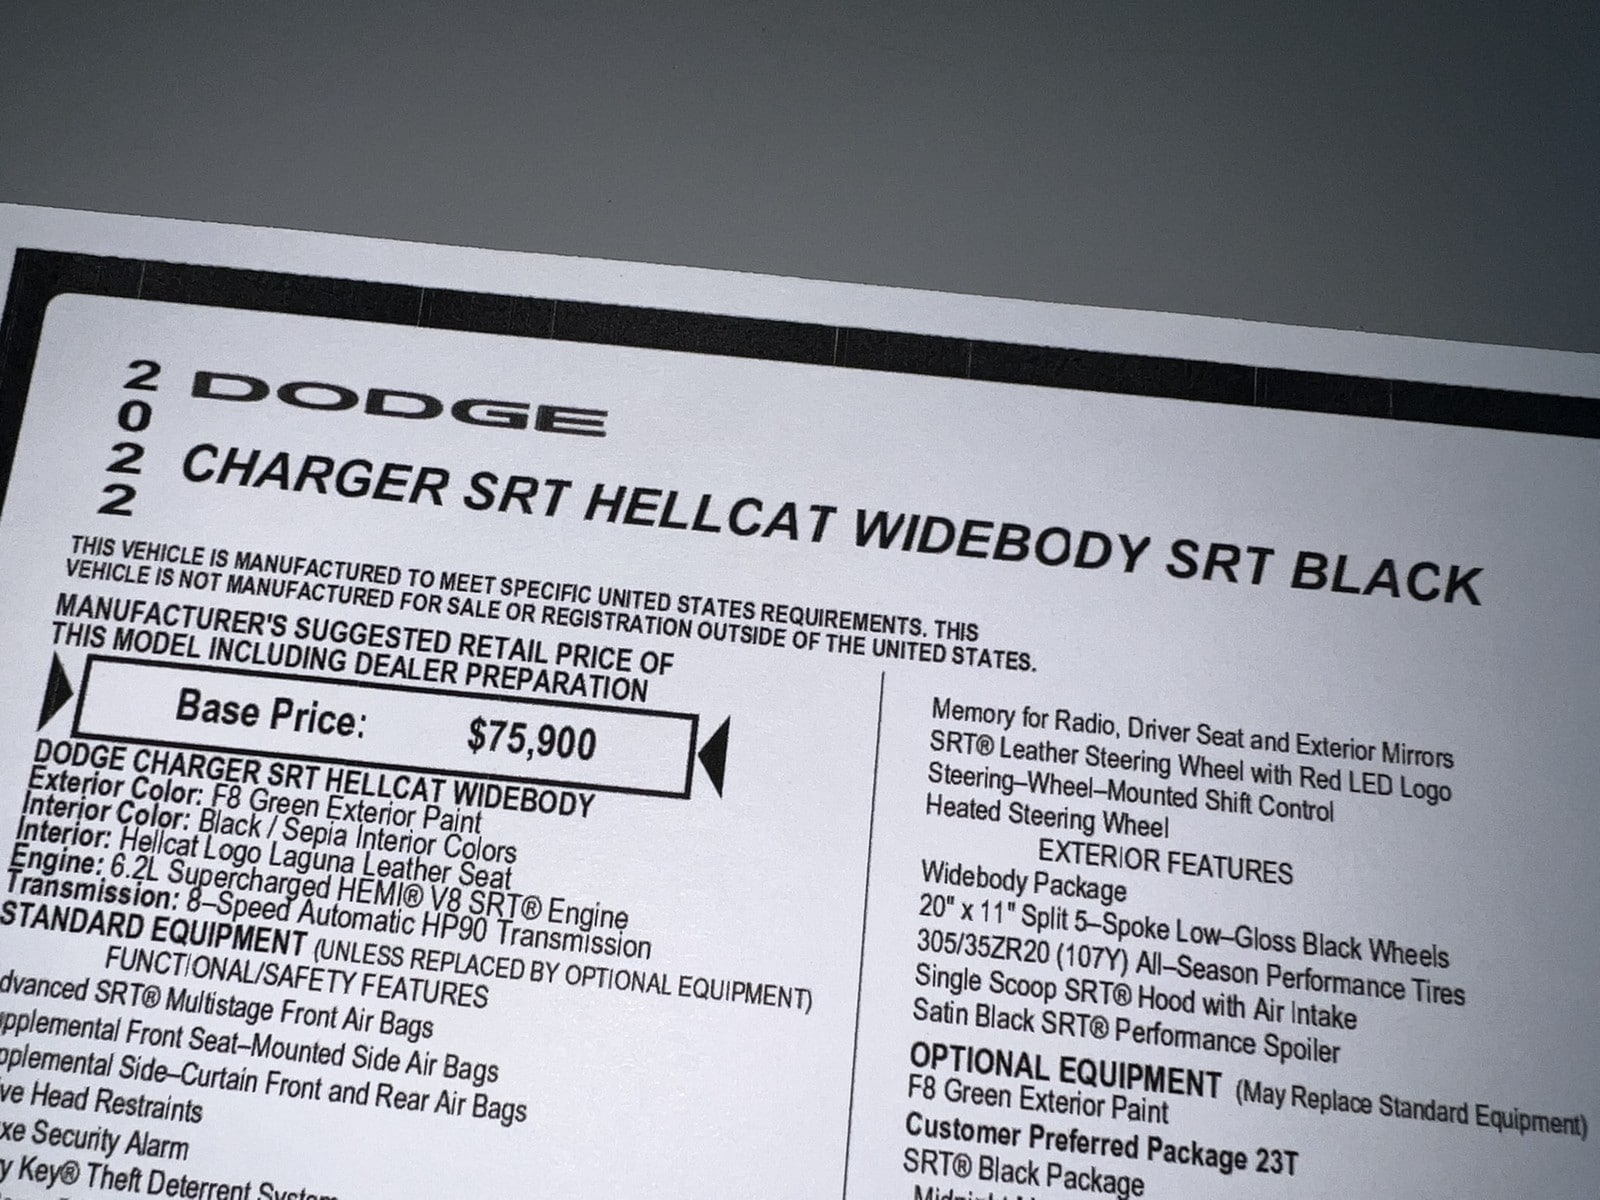 2022
DODGE
CHARGER SRT HELLCAT WIDEBODY SRT BLACK
THIS VEHICLE IS MANUFACTURED TO MEET SPECIFIC UNITED STATES REQUIREMENTS. THIS
VEHICLE IS NOT MANUFACTURED FOR SALE OR REGISTRATION OUTSIDE OF THE UNITED STATES.
MANUFACTURER'S SUGGESTED RETAIL PRICE OF
THIS MODEL INCLUDING DEALER PREPARATION
Base Price: $75,900
DODGE CHARGER SRT HELLCAT WIDEBODY
Exterior Color: F8 Green Exterior Paint
Interior Color: Black / Sepia Interior Colors
Interior: Hellcat Logo Laguna Leather Seat
Engine: 6.2L Supercharged HEMI® V8 SRT® Engine
Transmission: 8–Speed Automatic HP90 Transmission
STANDARD EQUIPMENT (UNLESS REPLACED BY OPTIONAL EQUIPMENT)
FUNCTIONAL/SAFETY FEATURES
dvanced SRT® Multistage Front Air Bags
pplemental Front Seat–Mounted Side Air Bags
pplemental Side–Curtain Front and Rear Air Bags
ve Head Restraints
xe Security Alarm
y Key® Theft Deterrent System
Memory for Radio, Driver Seat and Exterior Mirrors
SRT® Leather Steering Wheel with Red LED Logo
Steering–Wheel–Mounted Shift Control
Heated Steering Wheel
EXTERIOR FEATURES
Widebody Package
20" x 11" Split 5–Spoke Low–Gloss Black Wheels
305/35ZR20 (107Y) All–Season Performance Tires
Single Scoop SRT® Hood with Air Intake
Satin Black SRT® Performance Spoiler
OPTIONAL EQUIPMENT (May Replace Standard Equipment)
F8 Green Exterior Paint
Customer Preferred Package 23T
SRT® Black Package